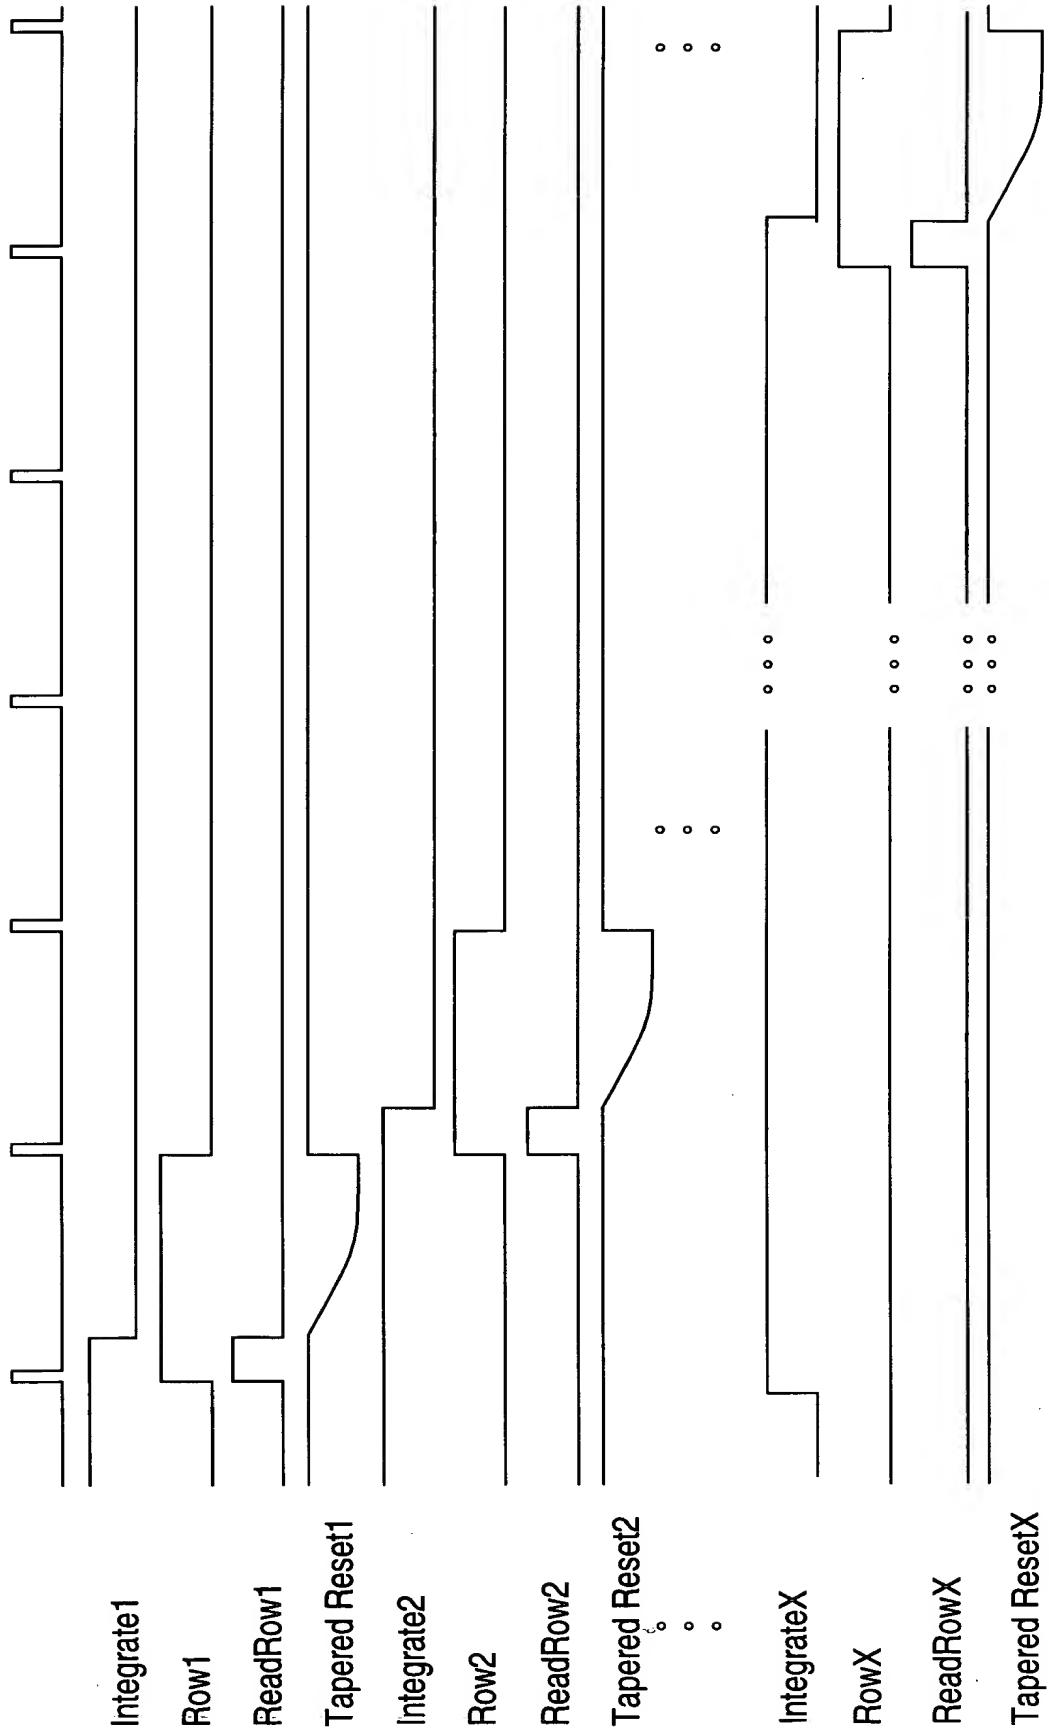 Integrate1
Row1
ReadRow1
Tapered Reset1
Integrate2
Row2
ReadRow2
Tapered Reset2
IntegrateX
RowX
ReadRowX
Tapered ResetX